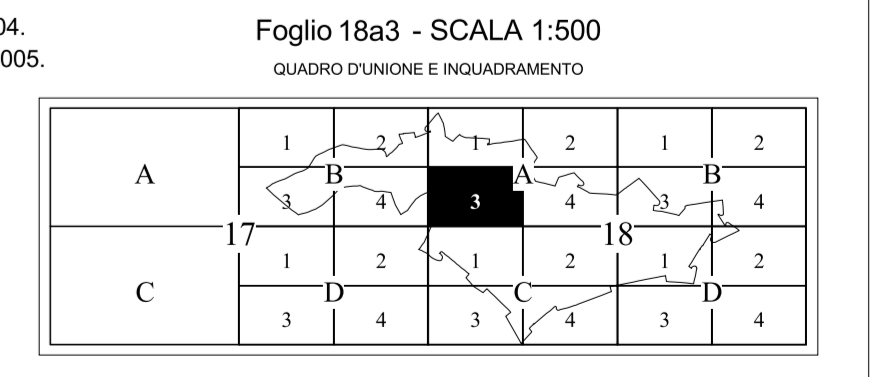 04.
005.
Foglio 18a3 - SCALA 1:500
QUADRO D'UNIONE E INQUADRAMENTO
1 2 1 2 1 2
A B A B
3 4 3 4 3 4
17 18
1 2 1 2 1 2
C D C D
3 4 3 4 3 4